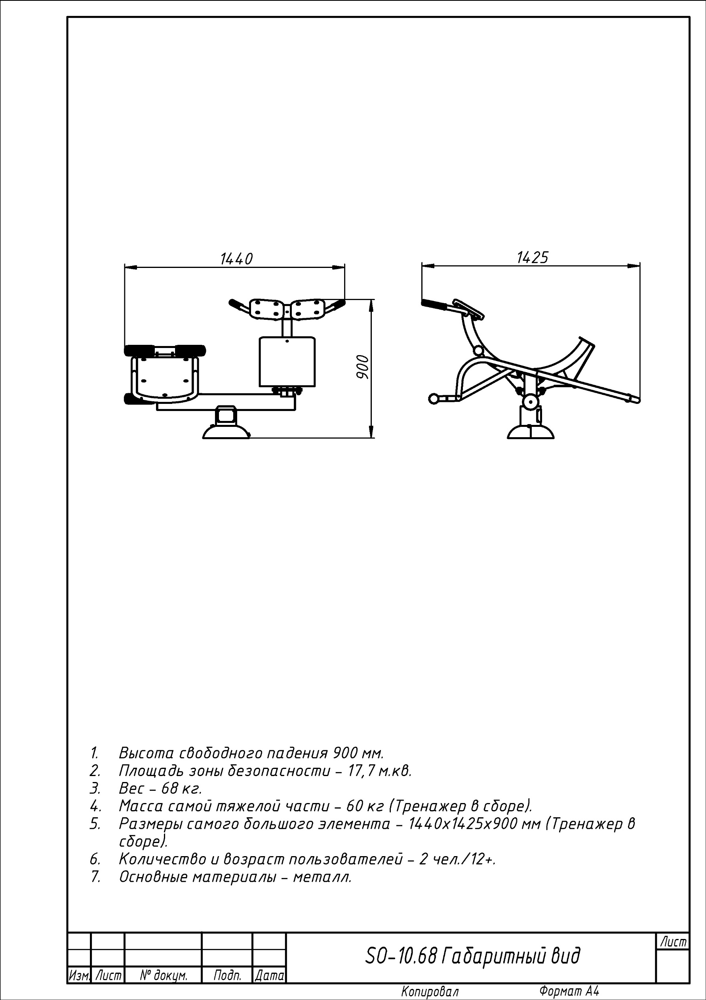 1440
1425
900
1. Высота свободного падения 900 мм.
2. Площадь зоны безопасности – 17,7 м.кв.
3. Вес – 68 кг.
4. Масса самой тяжелой части – 60 кг (Тренажер в сборе).
5. Размеры самого большого элемента – 1440х1425х900 мм (Тренажер в
сборе).
6. Количество и возраст пользователей – 2 чел./12+.
7. Основные материалы – металл.
SO-10.68 Габаритный вид
Лист
Изм. Лист № докум. Подп. Дата
Копировал Формат А4